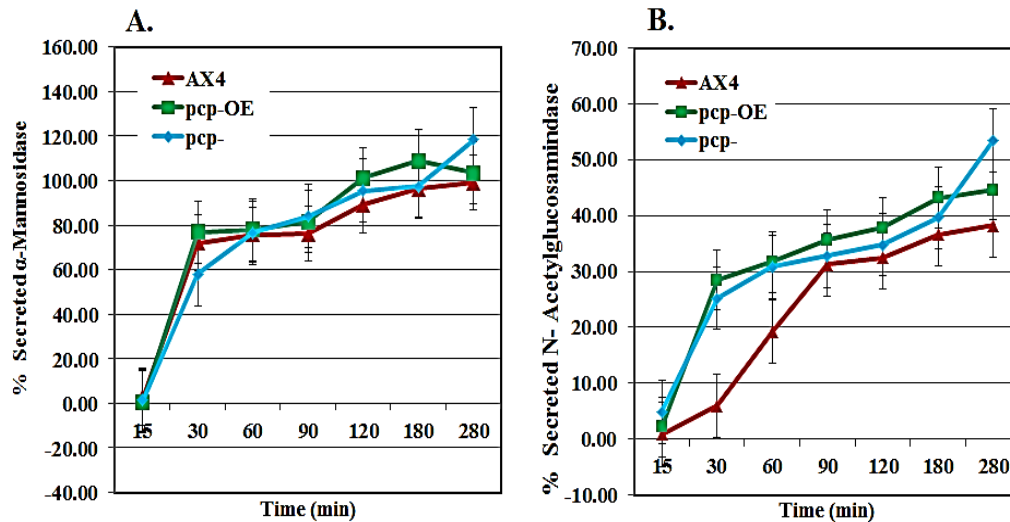 A.
% Secreted α-Mannosidase
160.00
140.00
120.00
100.00
80.00
60.00
40.00
20.00
0.00
-20.00
-40.00
AX4
pcp-OE
pcp-
15 30 60 90 120 180 280
Time (min)
B.
% Secreted N- Acetylglucosamindase
70.00
60.00
50.00
40.00
30.00
20.00
10.00
0.00
-10.00
AX4
pcp-OE
pcp-
15 30 60 90 120 180 280
Time (min)